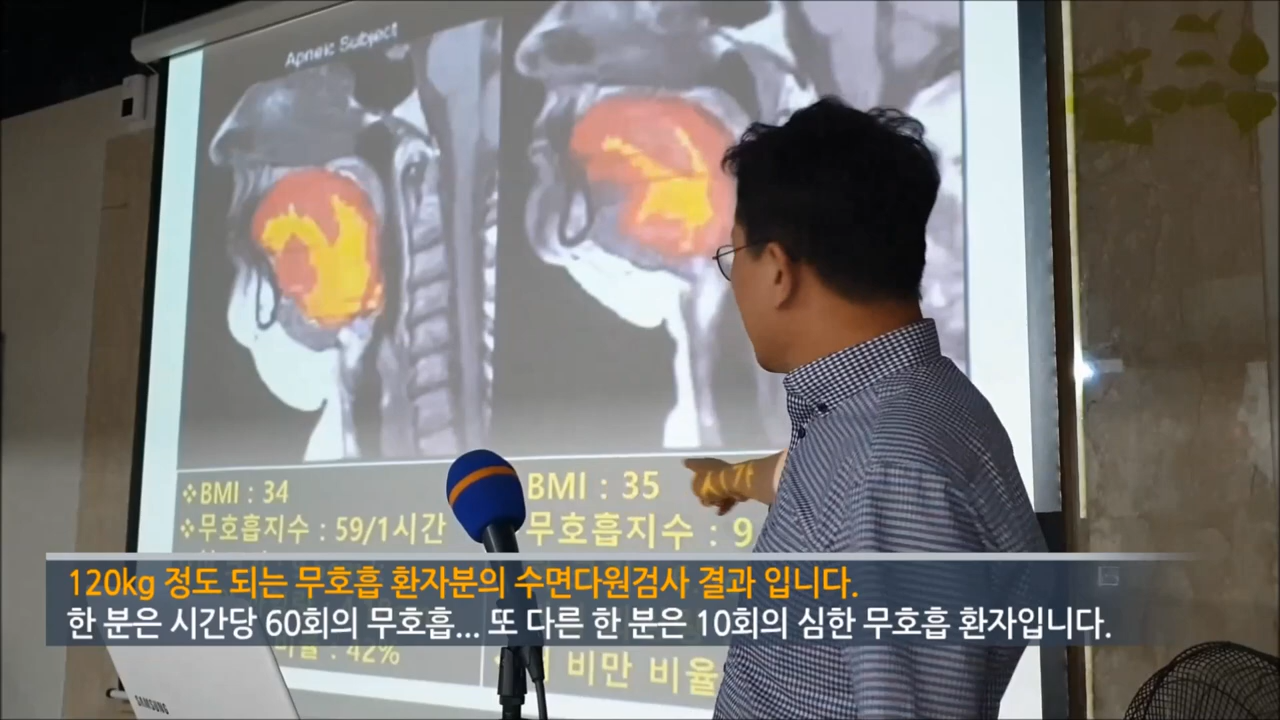 Apneic Subject
❖BMI : 34
❖무호흡지수 : 59/1시간
BMI : 35
무호흡지수 : 9
시간
120kg 정도 되는 무호흡 환자분의 수면다원검사 결과 입니다.
한 분은 시간당 60회의 무호흡... 또 다른 한 분은 10회의 심한 무호흡 환자입니다.
: 42%
비만 비율
SAMSUNG